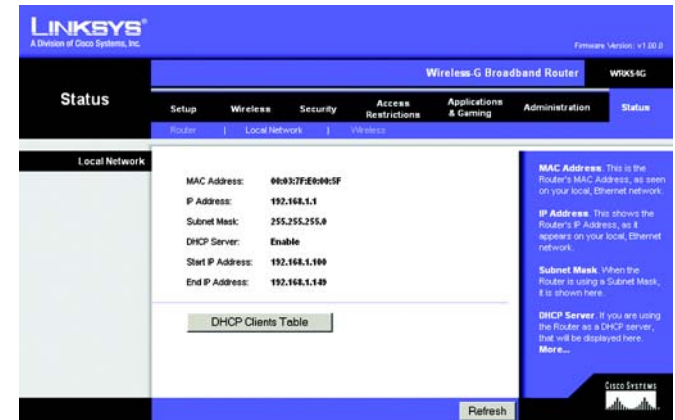 LINKSYS®
A Division of Cisco Systems, Inc.
Firmware Version: v1.00.0
Wireless-G Broadband Router
WRK54G
Status
Setup
Wireless
Security
Access
Restrictions
Applications
& Gaming
Administration
Status
Router | Local Network | Wireless
Local Network
MAC Address: 00:03:7F:E0:00:5F
IP Address: 192.168.1.1
Subnet Mask: 255.255.255.0
DHCP Server: Enable
Start IP Address: 192.168.1.100
End IP Address: 192.168.1.149
DHCP Clients Table
MAC Address. This is the
Router's MAC Address, as seen
on your local, Ethernet network.
IP Address. This shows the
Router's IP Address, as it
appears on your local, Ethernet
network.
Subnet Mask. When the
Router is using a Subnet Mask,
it is shown here.
DHCP Server. If you are using
the Router as a DHCP server,
that will be displayed here.
More...
Refresh
CISCO SYSTEMS